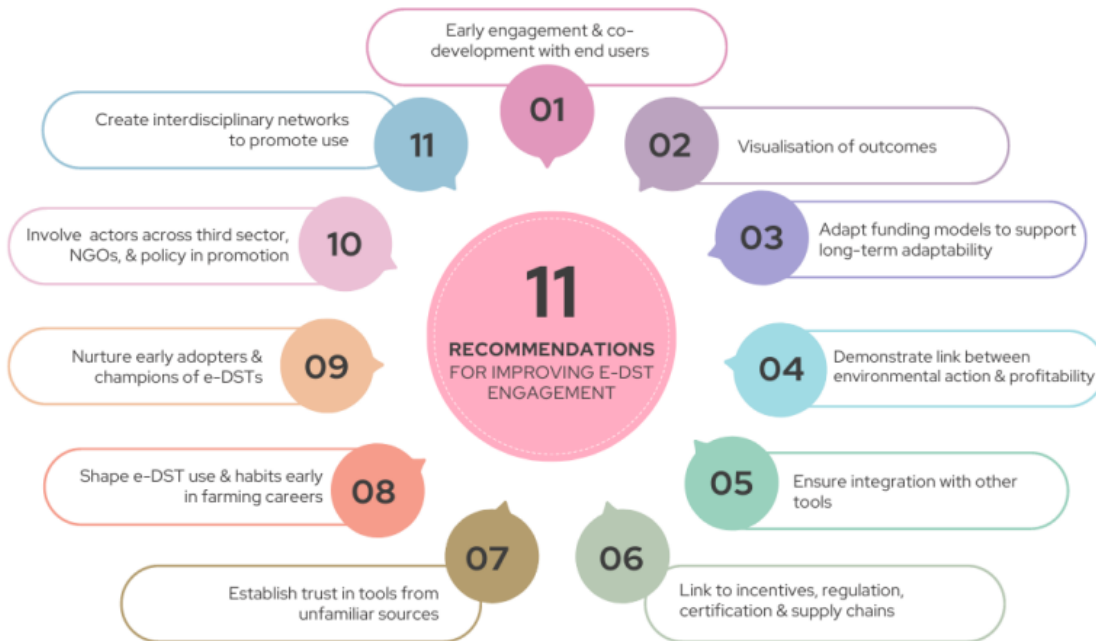 Early engagement & co-
development with end users
01
02
Visualisation of outcomes
03
Adapt funding models to support
long-term adaptability
04
Demonstrate link between
environmental action & profitability
05
Ensure integration with other
tools
06
Link to incentives, regulation,
certification & supply chains
07
Establish trust in tools from
unfamiliar sources
08
Shape e-DST use & habits early
in farming careers
09
Nurture early adopters &
champions of e-DSTs
10
Involve actors across third sector,
NGOs, & policy in promotion
11
Create interdisciplinary networks
to promote use
11
RECOMMENDATIONS
FOR IMPROVING E-DST
ENGAGEMENT